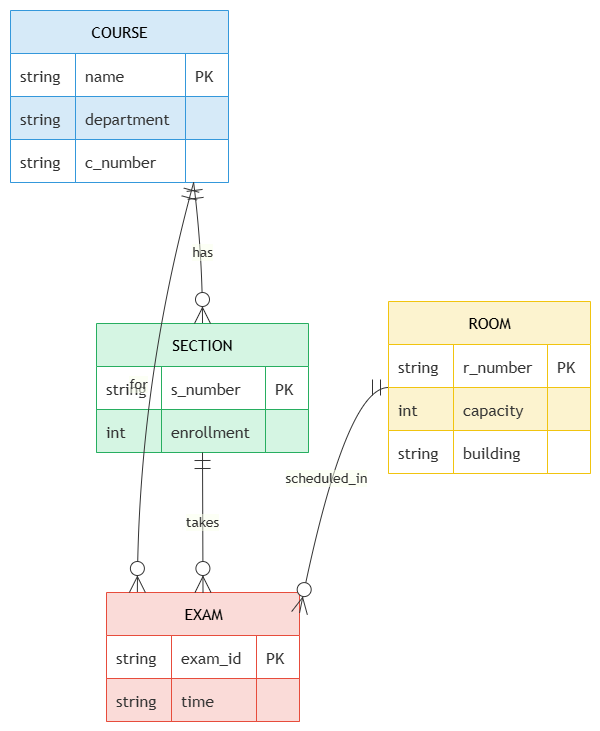 COURSE
string name PK
string department
string c_number
has
SECTION
string s_number PK
for
int enrollment
ROOM
string r_number PK
int capacity
string building
scheduled_in
takes
EXAM
string exam_id PK
string time